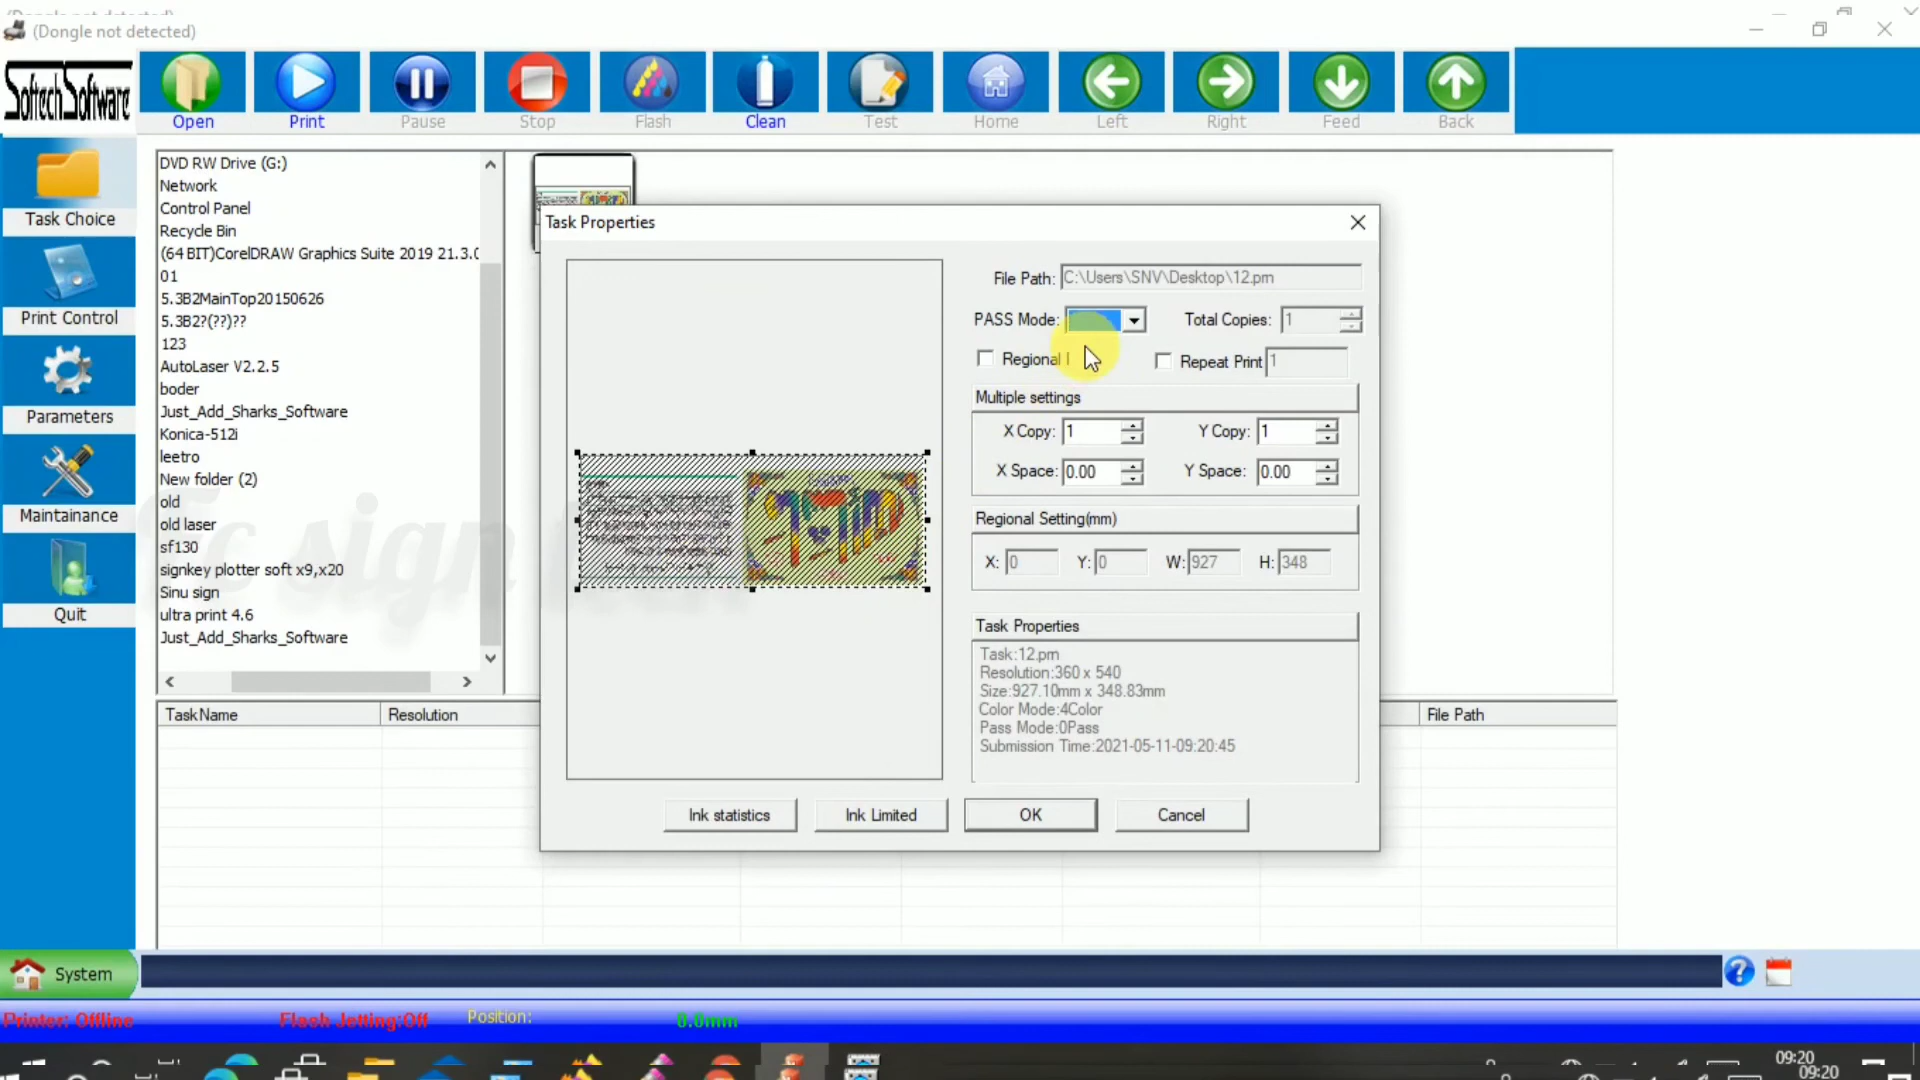 (Dongle not detected)
SoftechSoftware
Open
Print
Pause
Stop
Flash
Clean
Test
Home
Left
Right
Feed
Back
Task Choice
Print Control
Parameters
Maintainance
Quit
DVD RW Drive (G:)
Network
Control Panel
Recycle Bin
(64 BIT)CorelDRAW Graphics Suite 2019 21.3.0
01
5.3B2MainTop20150626
5.3B2?(??)??
123
AutoLaser V2.2.5
boder
Just_Add_Sharks_Software
Konica-512i
leetro
New folder (2)
old
old laser
sf130
signkey plotter soft x9,x20
Sinu sign
ultra print 4.6
Just_Add_Sharks_Software
Task Properties
File Path: C:\Users\SNV\Desktop\12.prn
PASS Mode:
Total Copies: 1
Regional
Repeat Print 1
Multiple settings
X Copy: 1
Y Copy: 1
X Space: 0.00
Y Space: 0.00
Regional Setting(mm)
X: 0
Y: 0
W: 927
H: 348
Task Properties
Task:12.prn
Resolution:360 x 540
Size:927.10mm x 348.83mm
Color Mode:4Color
Pass Mode:0Pass
Submission Time:2021-05-11-09:20:45
Ink statistics
Ink Limited
OK
Cancel
TaskName
Resolution
File Path
System
Printer: Offline
Flash Jetting:Off
Position:
0.0mm
09:20
09:20